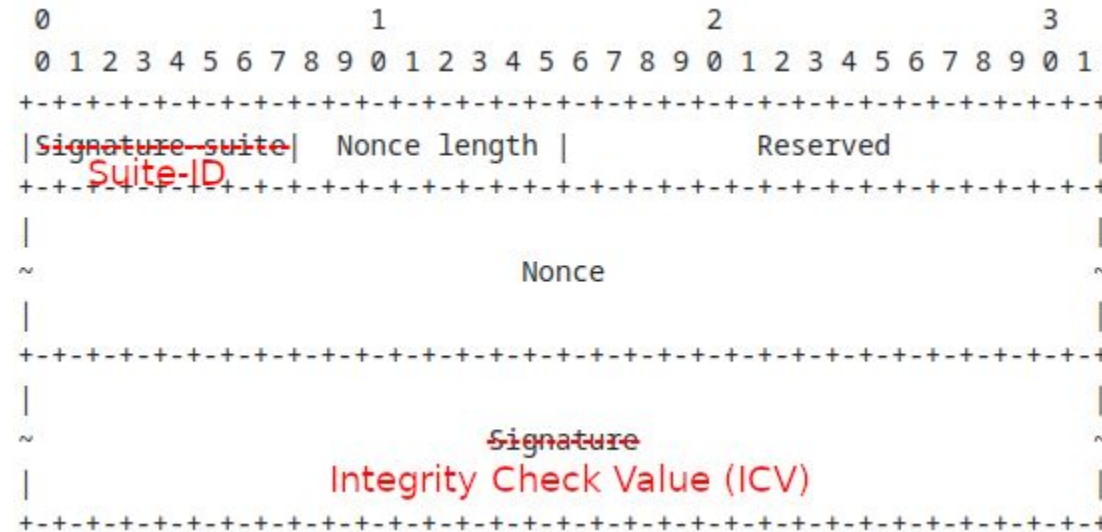 0 1 2 3
0 1 2 3 4 5 6 7 8 9 0 1 2 3 4 5 6 7 8 9 0 1 2 3 4 5 6 7 8 9 0 1
+-+-+-+-+-+-+-+-+-+-+-+-+-+-+-+-+-+-+-+-+-+-+-+-+-+-+-+-+-+-+-+-+
|Signature-suite| Nonce length | Reserved |
Suite-ID
+-+-+-+-+-+-+-+-+-+-+-+-+-+-+-+-+-+-+-+-+-+-+-+-+-+-+-+-+-+-+-+-+
| |
~ Nonce ~
| |
+-+-+-+-+-+-+-+-+-+-+-+-+-+-+-+-+-+-+-+-+-+-+-+-+-+-+-+-+-+-+-+-+
| |
~ Signature ~
| Integrity Check Value (ICV) |
+-+-+-+-+-+-+-+-+-+-+-+-+-+-+-+-+-+-+-+-+-+-+-+-+-+-+-+-+-+-+-+-+